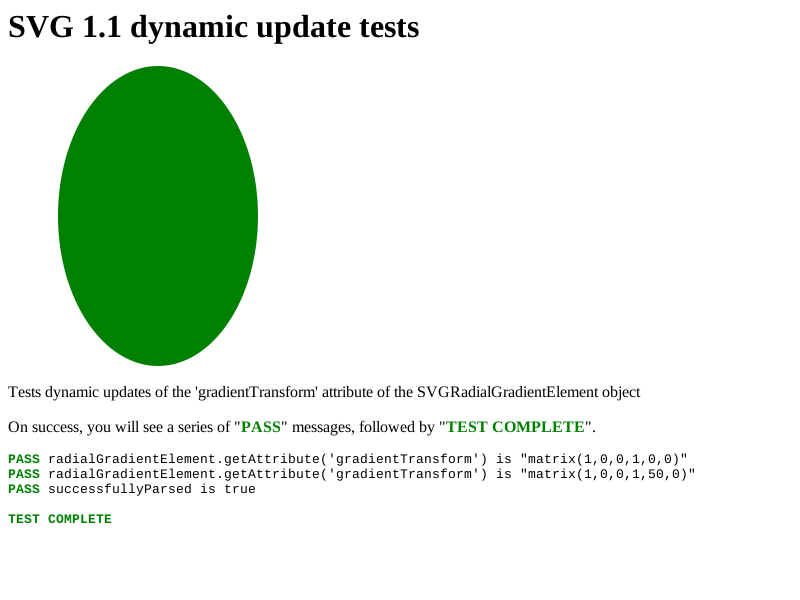 SVG 1.1 dynamic update tests
Tests dynamic updates of the 'gradientTransform' attribute of the SVGRadialGradientElement object
On success, you will see a series of "PASS" messages, followed by "TEST COMPLETE".
PASS radialGradientElement.getAttribute('gradientTransform') is "matrix(1,0,0,1,0,0)"
PASS radialGradientElement.getAttribute('gradientTransform') is "matrix(1,0,0,1,50,0)"
PASS successfullyParsed is true
TEST COMPLETE